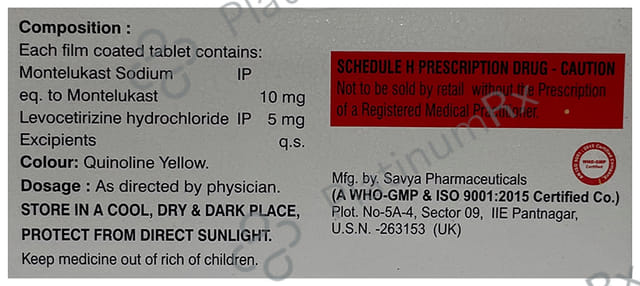 Composition :
Each film coated tablet contains:
Montelukast Sodium IP
eq. to Montelukast 10 mg
Levocetirizine hydrochloride IP 5 mg
Excipients q.s.
Colour: Quinoline Yellow.
Dosage : As directed by physician.
STORE IN A COOL, DRY & DARK PLACE,
PROTECT FROM DIRECT SUNLIGHT.
Keep medicine out of rich of children.
SCHEDULE H PRESCRIPTION DRUG - CAUTION
Not to be sold by retail without the Prescription
of a Registered Medical Practitioner.
WHO-GMP
Certified
Mfg. by. Savya Pharmaceuticals
(A WHO-GMP & ISO 9001:2015 Certified Co.)
Plot. No-5A-4, Sector 09, IIE Pantnagar,
U.S.N. -263153 (UK)
PlatinumRx